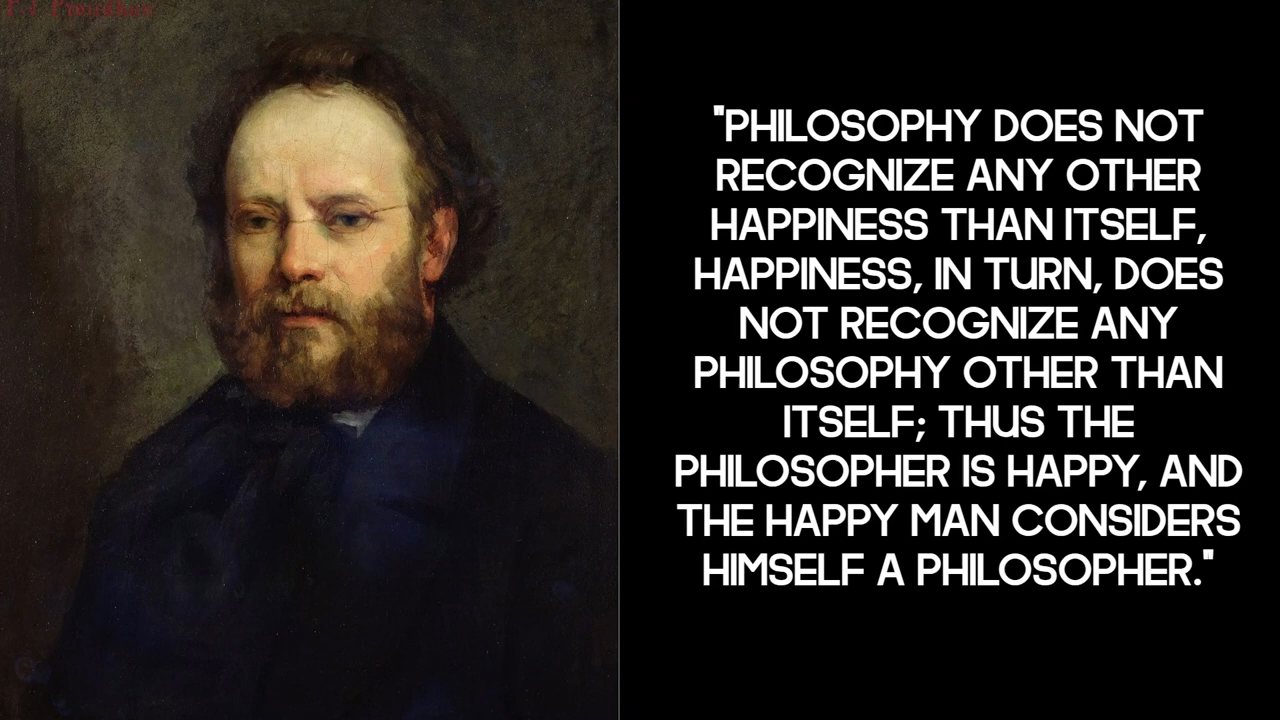 "PHILOSOPHY DOES NOT
RECOGNIZE ANY OTHER
HAPPINESS THAN ITSELF,
HAPPINESS, IN TURN, DOES
NOT RECOGNIZE ANY
PHILOSOPHY OTHER THAN
ITSELF; THUS THE
PHILOSOPHER IS HAPPY, AND
THE HAPPY MAN CONSIDERS
HIMSELF A PHILOSOPHER."